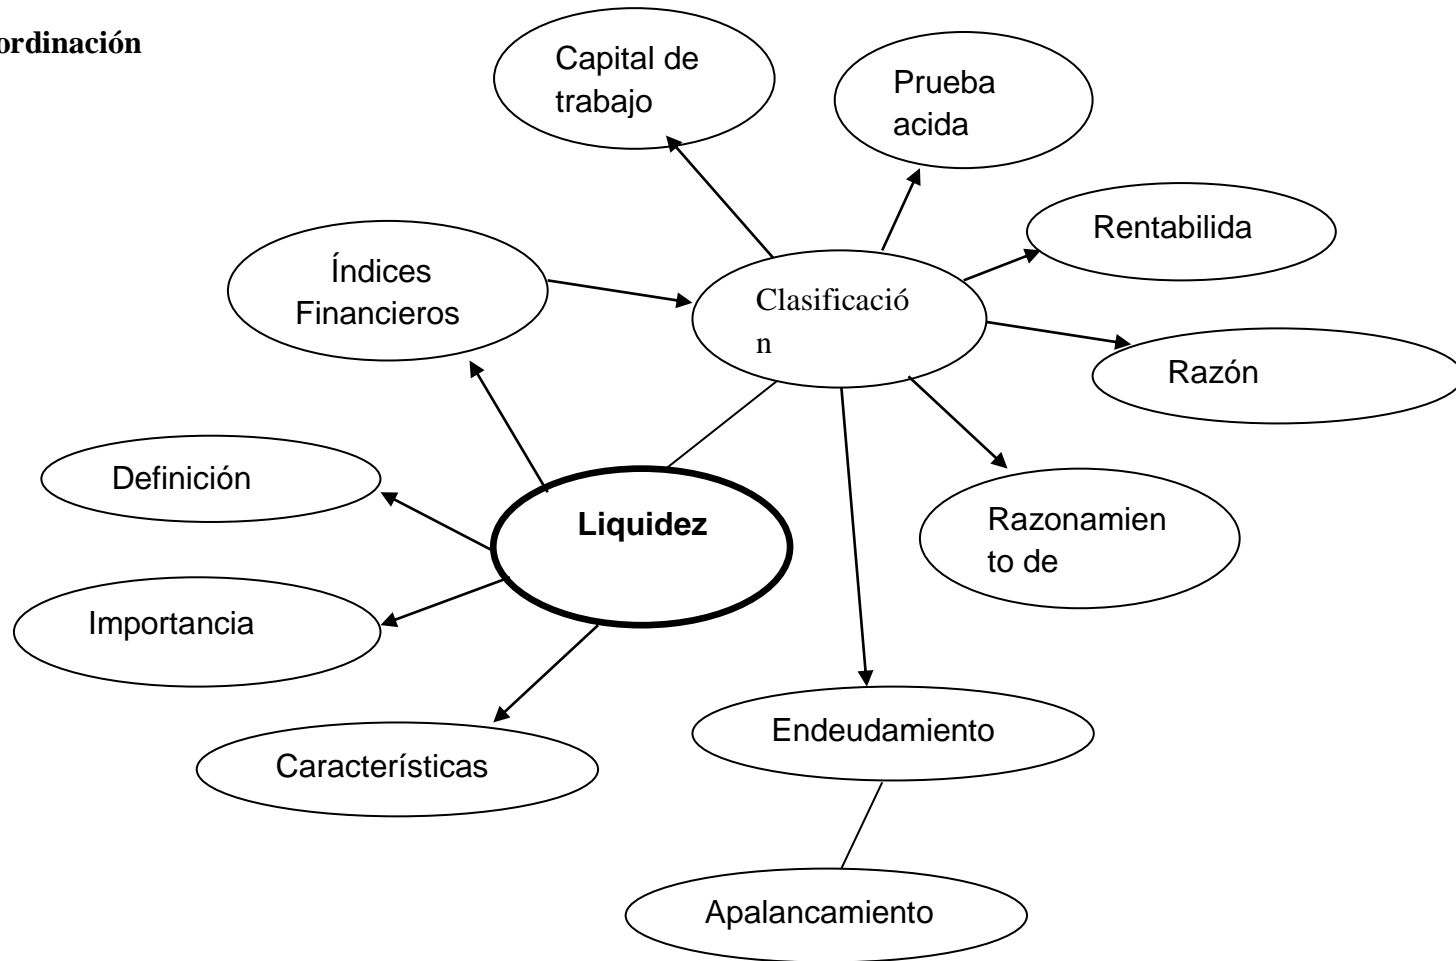 ordinación
Capital de
trabajo
Prueba
acida
Rentabilida
Índices
Financieros
Clasificació
n
Razón
Definición
Liquidez
Razonamien
to de
Importancia
Endeudamiento
Características
Apalancamiento